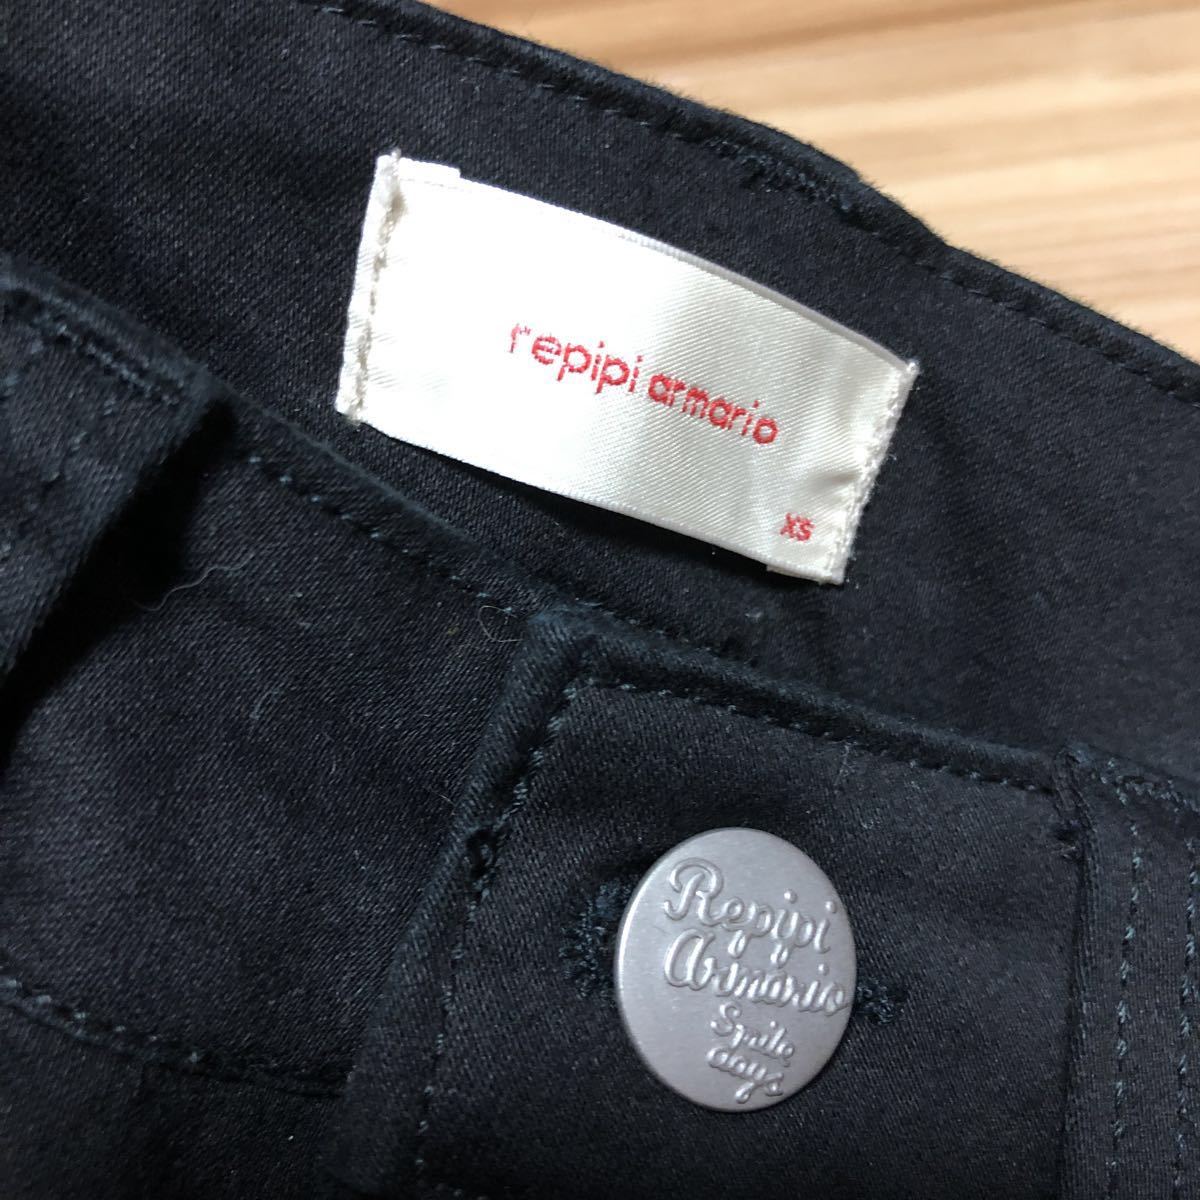 repipi armario
XS
Repipi
Armario
Smile
days